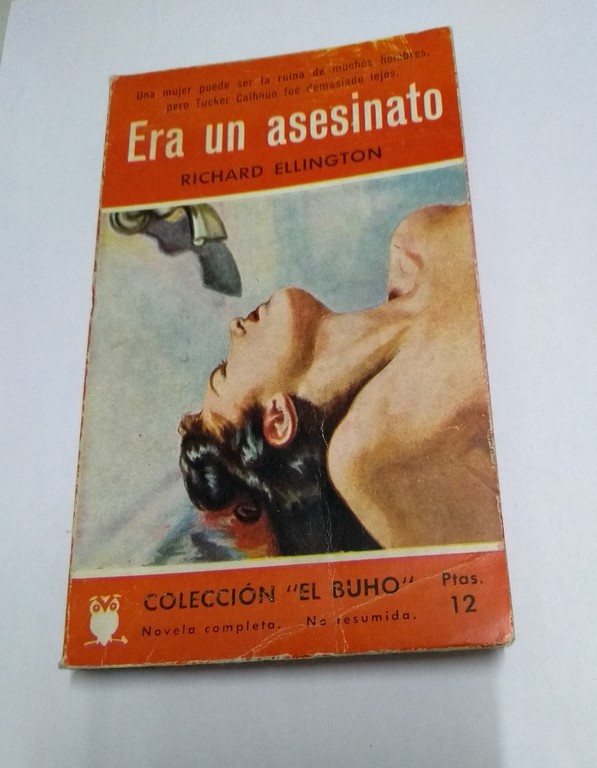 Una mujer puede ser la ruina de muchos hombres,
pero Tucker Calhoun fue demasiado lejos.
Era un asesinato
RICHARD ELLINGTON
COLECCIÓN "EL BUHO"
Novela completa. No resumida.
Ptas.
12